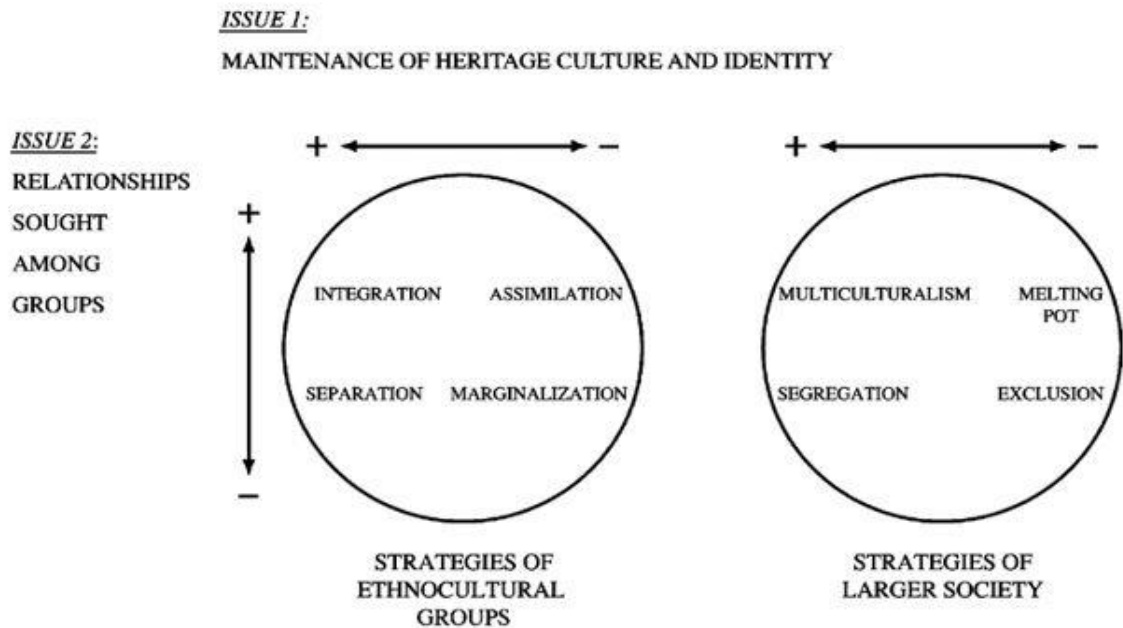 ISSUE 1:
MAINTENANCE OF HERITAGE CULTURE AND IDENTITY
ISSUE 2:
RELATIONSHIPS
SOUGHT
AMONG
GROUPS
+ −
+ −
+
−
INTEGRATION ASSIMILATION
SEPARATION MARGINALIZATION
STRATEGIES OF
ETHNOCULTURAL
GROUPS
MULTICULTURALISM MELTING
POT
SEGREGATION EXCLUSION
STRATEGIES OF
LARGER SOCIETY